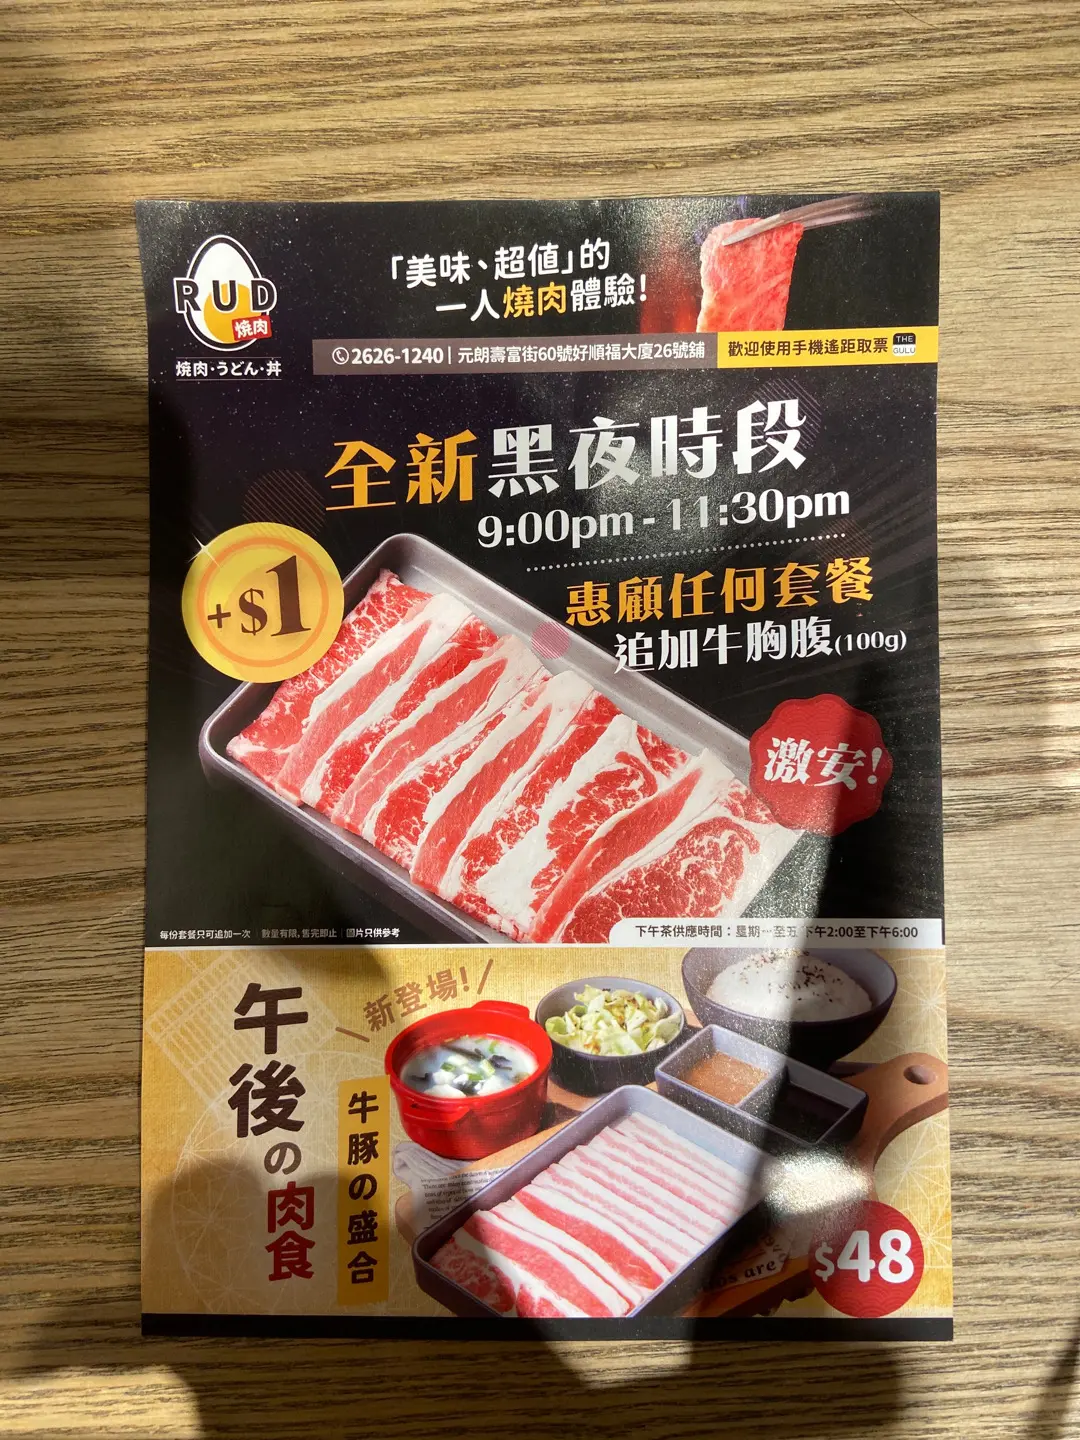 RUD
焼肉
焼肉·うどん·丼
「美味、超值」的
一人燒肉體驗!
2626-1240 | 元朗壽富街60號好順福大廈26號舖
歡迎使用手機遙距取票
THE
GULU
全新黑夜時段
9:00pm - 11:30pm
+$1
惠顧任何套餐
追加牛胸腹(100g)
激安!
每份套餐只可追加一次 | 數量有限,售完即止 | 圖片只供參考
下午茶供應時間：星期一至五 下午2:00至下午6:00
新登場!
午後の肉食
牛豚の盛合
$48